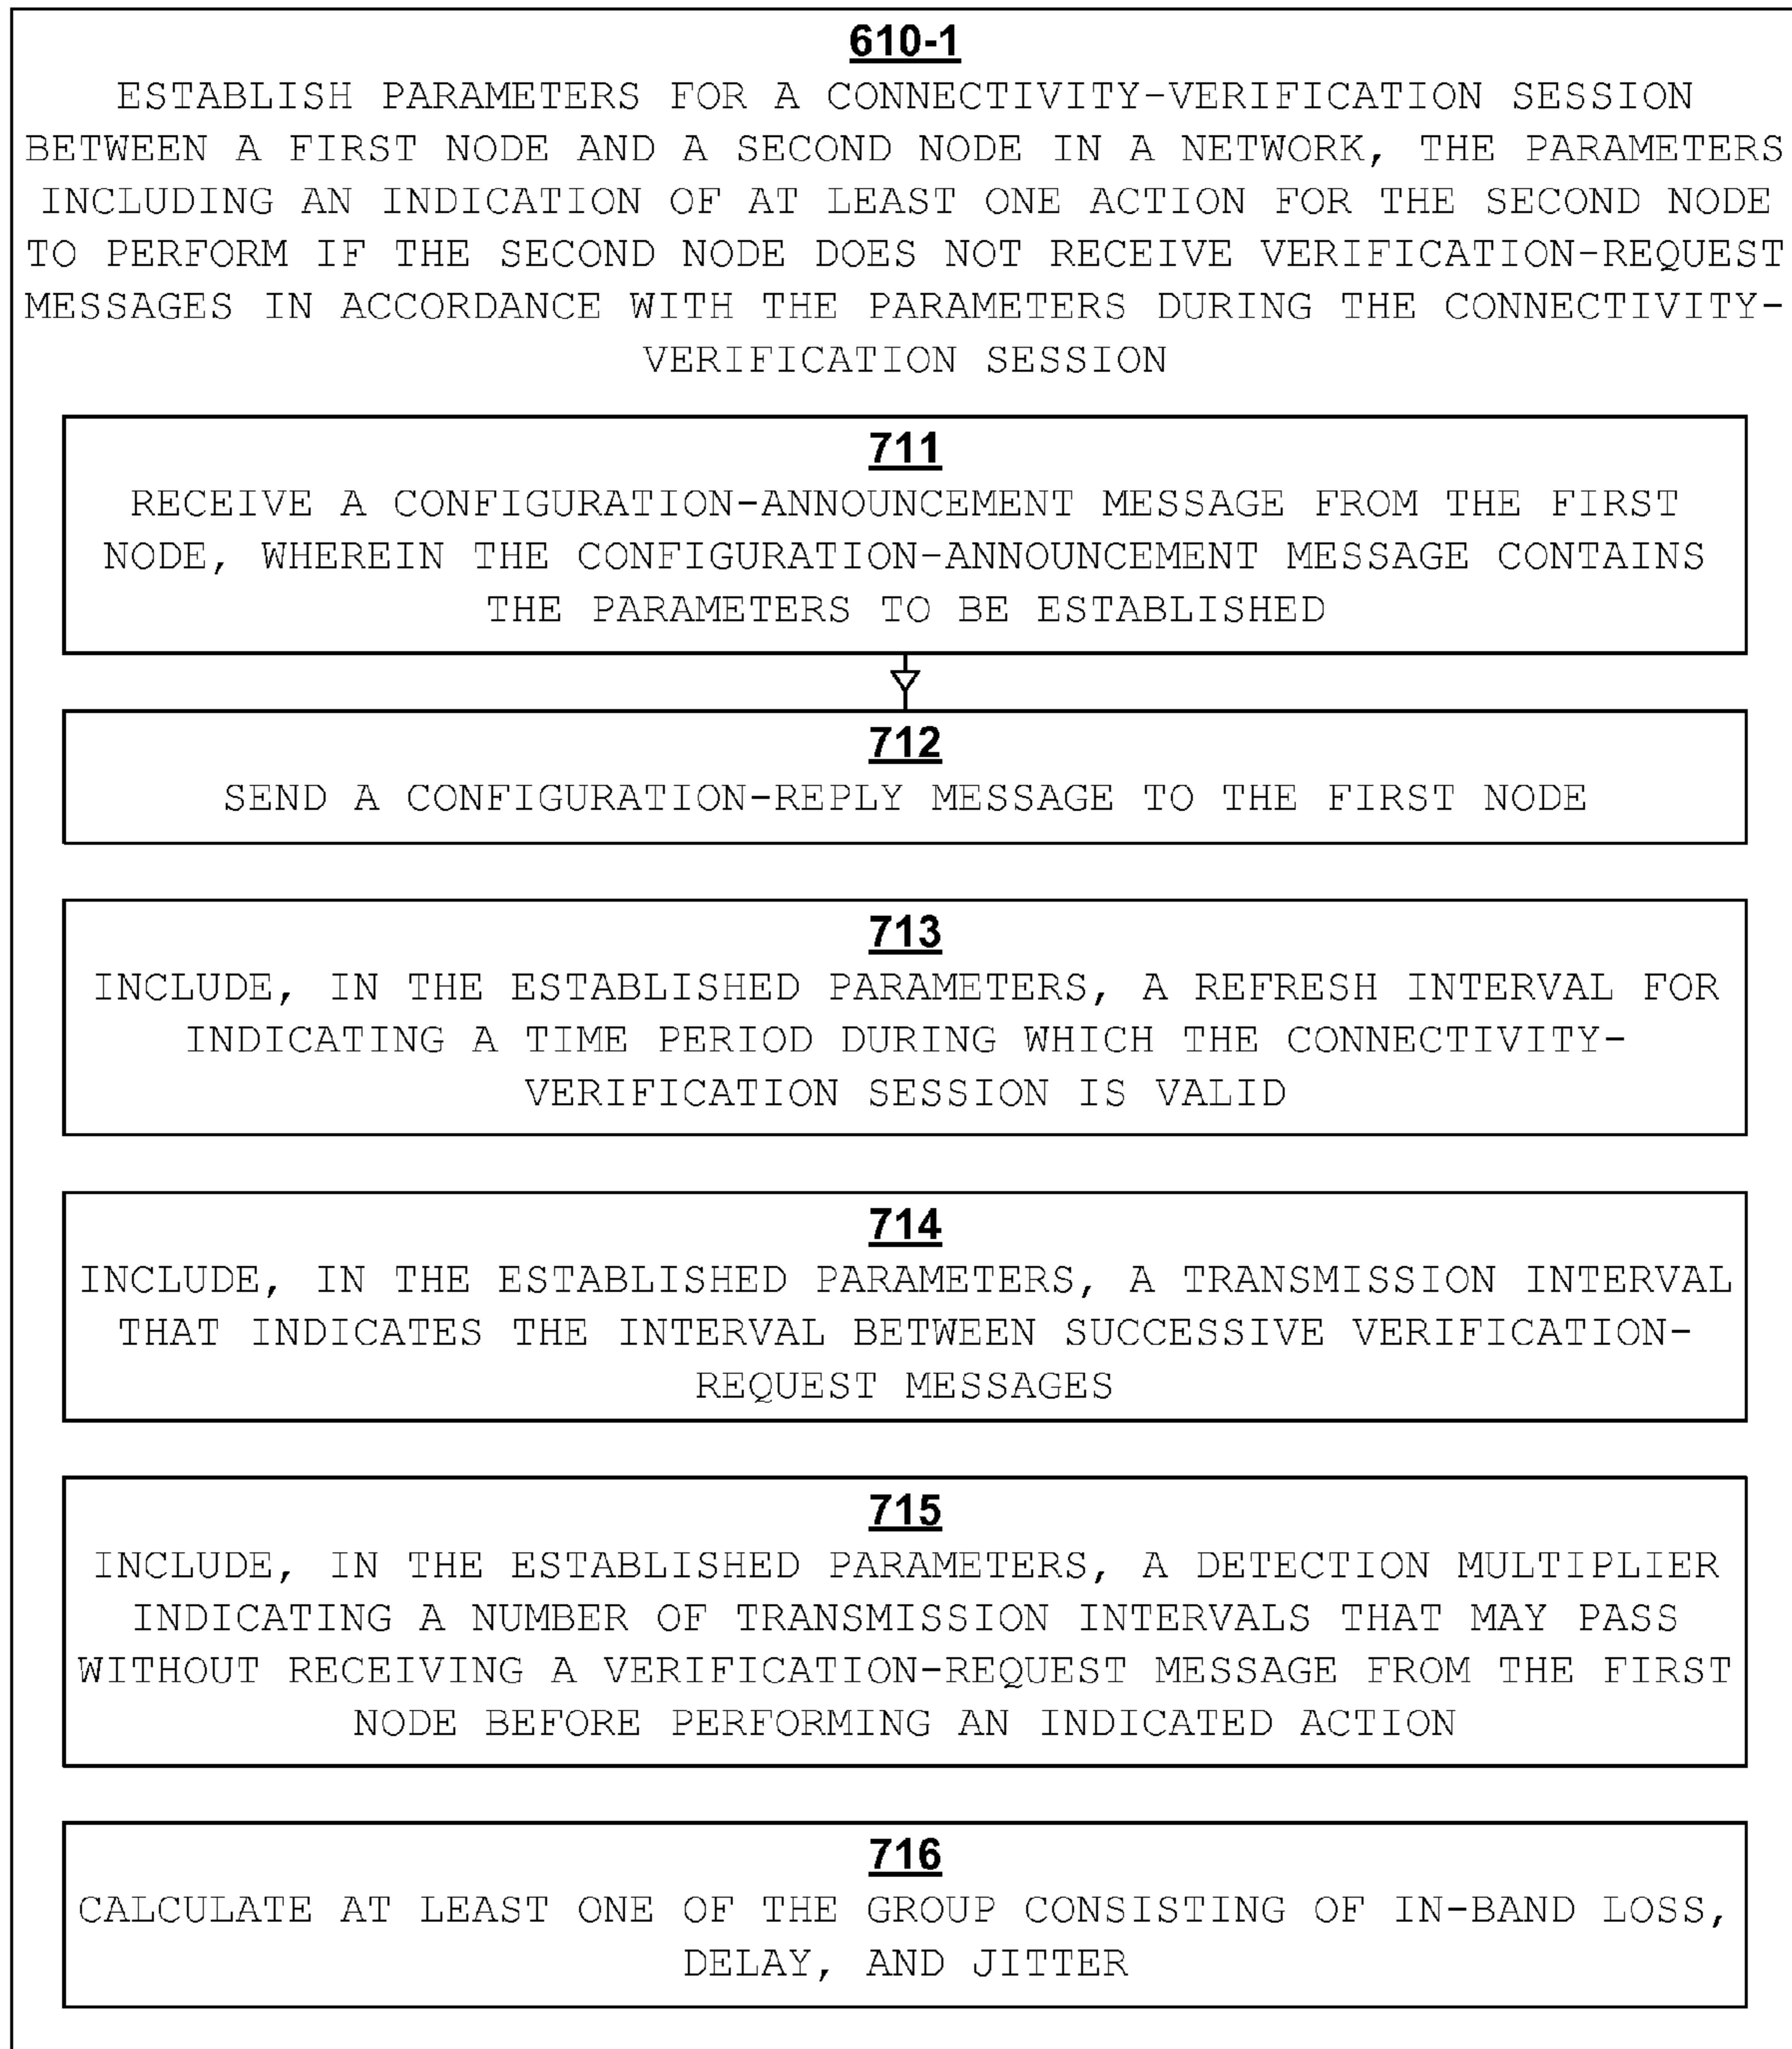 610-1
ESTABLISH PARAMETERS FOR A CONNECTIVITY-VERIFICATION SESSION
BETWEEN A FIRST NODE AND A SECOND NODE IN A NETWORK, THE PARAMETERS
INCLUDING AN INDICATION OF AT LEAST ONE ACTION FOR THE SECOND NODE
TO PERFORM IF THE SECOND NODE DOES NOT RECEIVE VERIFICATION-REQUEST
MESSAGES IN ACCORDANCE WITH THE PARAMETERS DURING THE CONNECTIVITY-
VERIFICATION SESSION
711
RECEIVE A CONFIGURATION-ANNOUNCEMENT MESSAGE FROM THE FIRST
NODE, WHEREIN THE CONFIGURATION-ANNOUNCEMENT MESSAGE CONTAINS
THE PARAMETERS TO BE ESTABLISHED
712
SEND A CONFIGURATION-REPLY MESSAGE TO THE FIRST NODE
713
INCLUDE, IN THE ESTABLISHED PARAMETERS, A REFRESH INTERVAL FOR
INDICATING A TIME PERIOD DURING WHICH THE CONNECTIVITY-
VERIFICATION SESSION IS VALID
714
INCLUDE, IN THE ESTABLISHED PARAMETERS, A TRANSMISSION INTERVAL
THAT INDICATES THE INTERVAL BETWEEN SUCCESSIVE VERIFICATION-
REQUEST MESSAGES
715
INCLUDE, IN THE ESTABLISHED PARAMETERS, A DETECTION MULTIPLIER
INDICATING A NUMBER OF TRANSMISSION INTERVALS THAT MAY PASS
WITHOUT RECEIVING A VERIFICATION-REQUEST MESSAGE FROM THE FIRST
NODE BEFORE PERFORMING AN INDICATED ACTION
716
CALCULATE AT LEAST ONE OF THE GROUP CONSISTING OF IN-BAND LOSS,
DELAY, AND JITTER